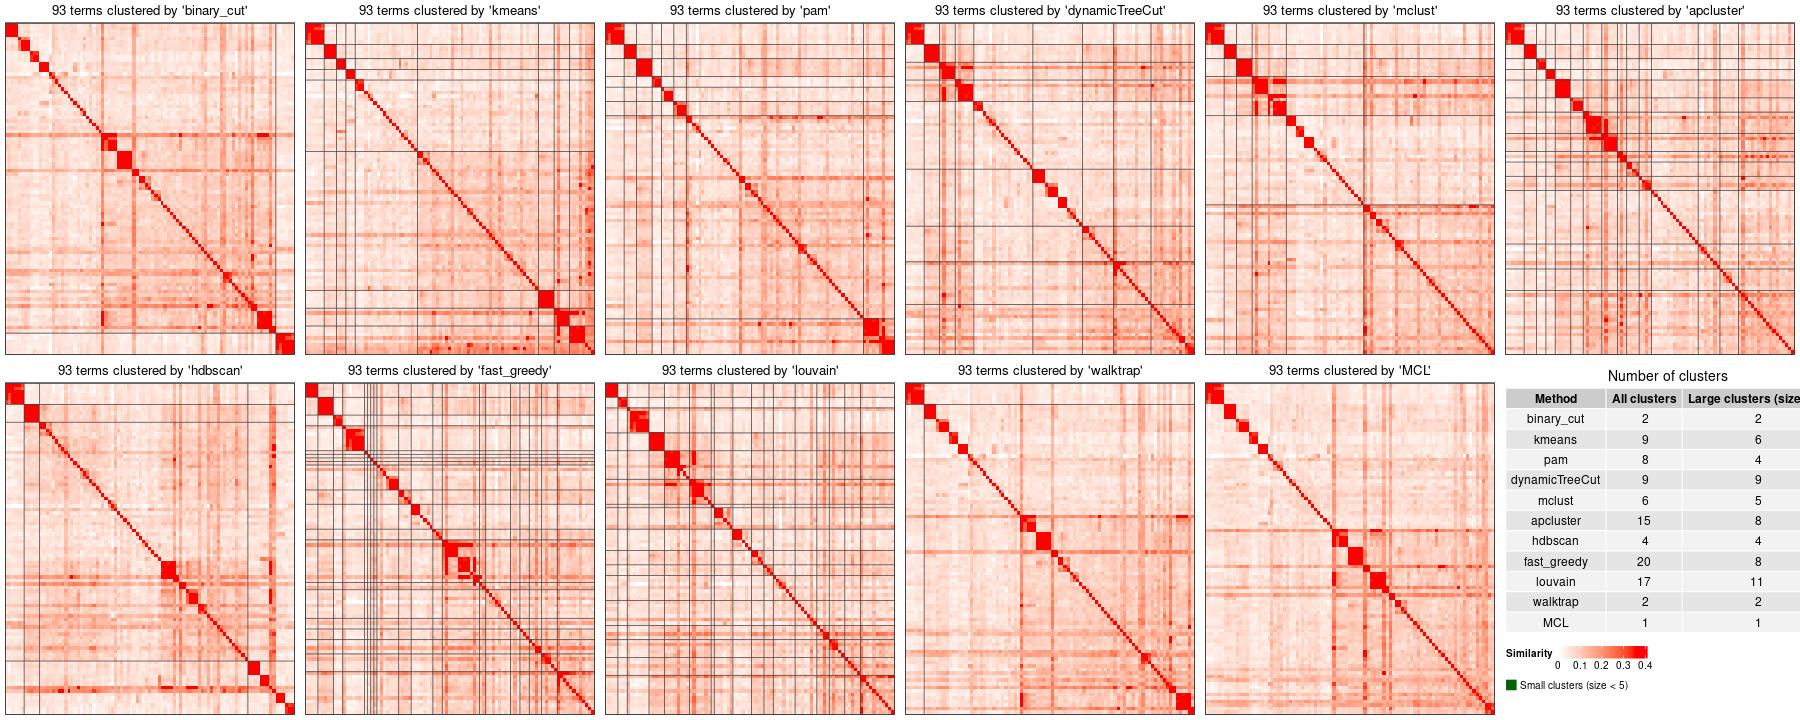 93 terms clustered by 'binary_cut'
93 terms clustered by 'kmeans'
93 terms clustered by 'pam'
93 terms clustered by 'dynamicTreeCut'
93 terms clustered by 'mclust'
93 terms clustered by 'apcluster'
93 terms clustered by 'hdbscan'
93 terms clustered by 'fast_greedy'
93 terms clustered by 'louvain'
93 terms clustered by 'walktrap'
93 terms clustered by 'MCL'
Number of clusters
Method All clusters Large clusters (size
binary_cut 2 2
kmeans 9 6
pam 8 4
dynamicTreeCut 9 9
mclust 6 5
apcluster 15 8
hdbscan 4 4
fast_greedy 20 8
louvain 17 11
walktrap 2 2
MCL 1 1
Similarity
0 0.1 0.2 0.3 0.4
Small clusters (size < 5)